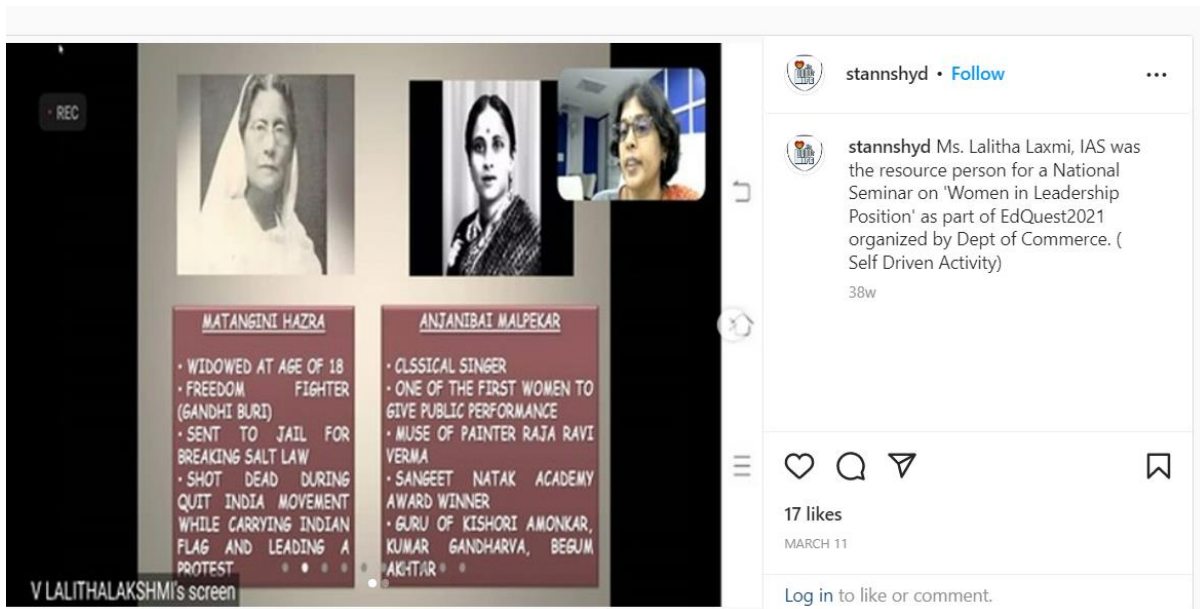 REC
MATANGINI HAZRA
• WIDOWED AT AGE OF 18
• FREEDOM FIGHTER
(GANDHI BURI)
• SENT TO JAIL FOR
BREAKING SALT LAW
• SHOT DEAD DURING
QUIT INDIA MOVEMENT
WHILE CARRYING INDIAN
FLAG AND LEADING A
PROTEST
ANJANIBAI MALPEKAR
• CLSSICAL SINGER
• ONE OF THE FIRST WOMEN TO
GIVE PUBLIC PERFORMANCE
• MUSE OF PAINTER RAJA RAVI
VERMA
• SANGEET NATAK ACADEMY
AWARD WINNER
• GURU OF KISHORI AMONKAR,
KUMAR GANDHARVA, BEGUM
AKHTAR
V LALITHALAKSHMI's screen
stannshyd • Follow
stannshyd Ms. Lalitha Laxmi, IAS was
the resource person for a National
Seminar on 'Women in Leadership
Position' as part of EdQuest2021
organized by Dept of Commerce. (
Self Driven Activity)
38w
17 likes
MARCH 11
Log in to like or comment.